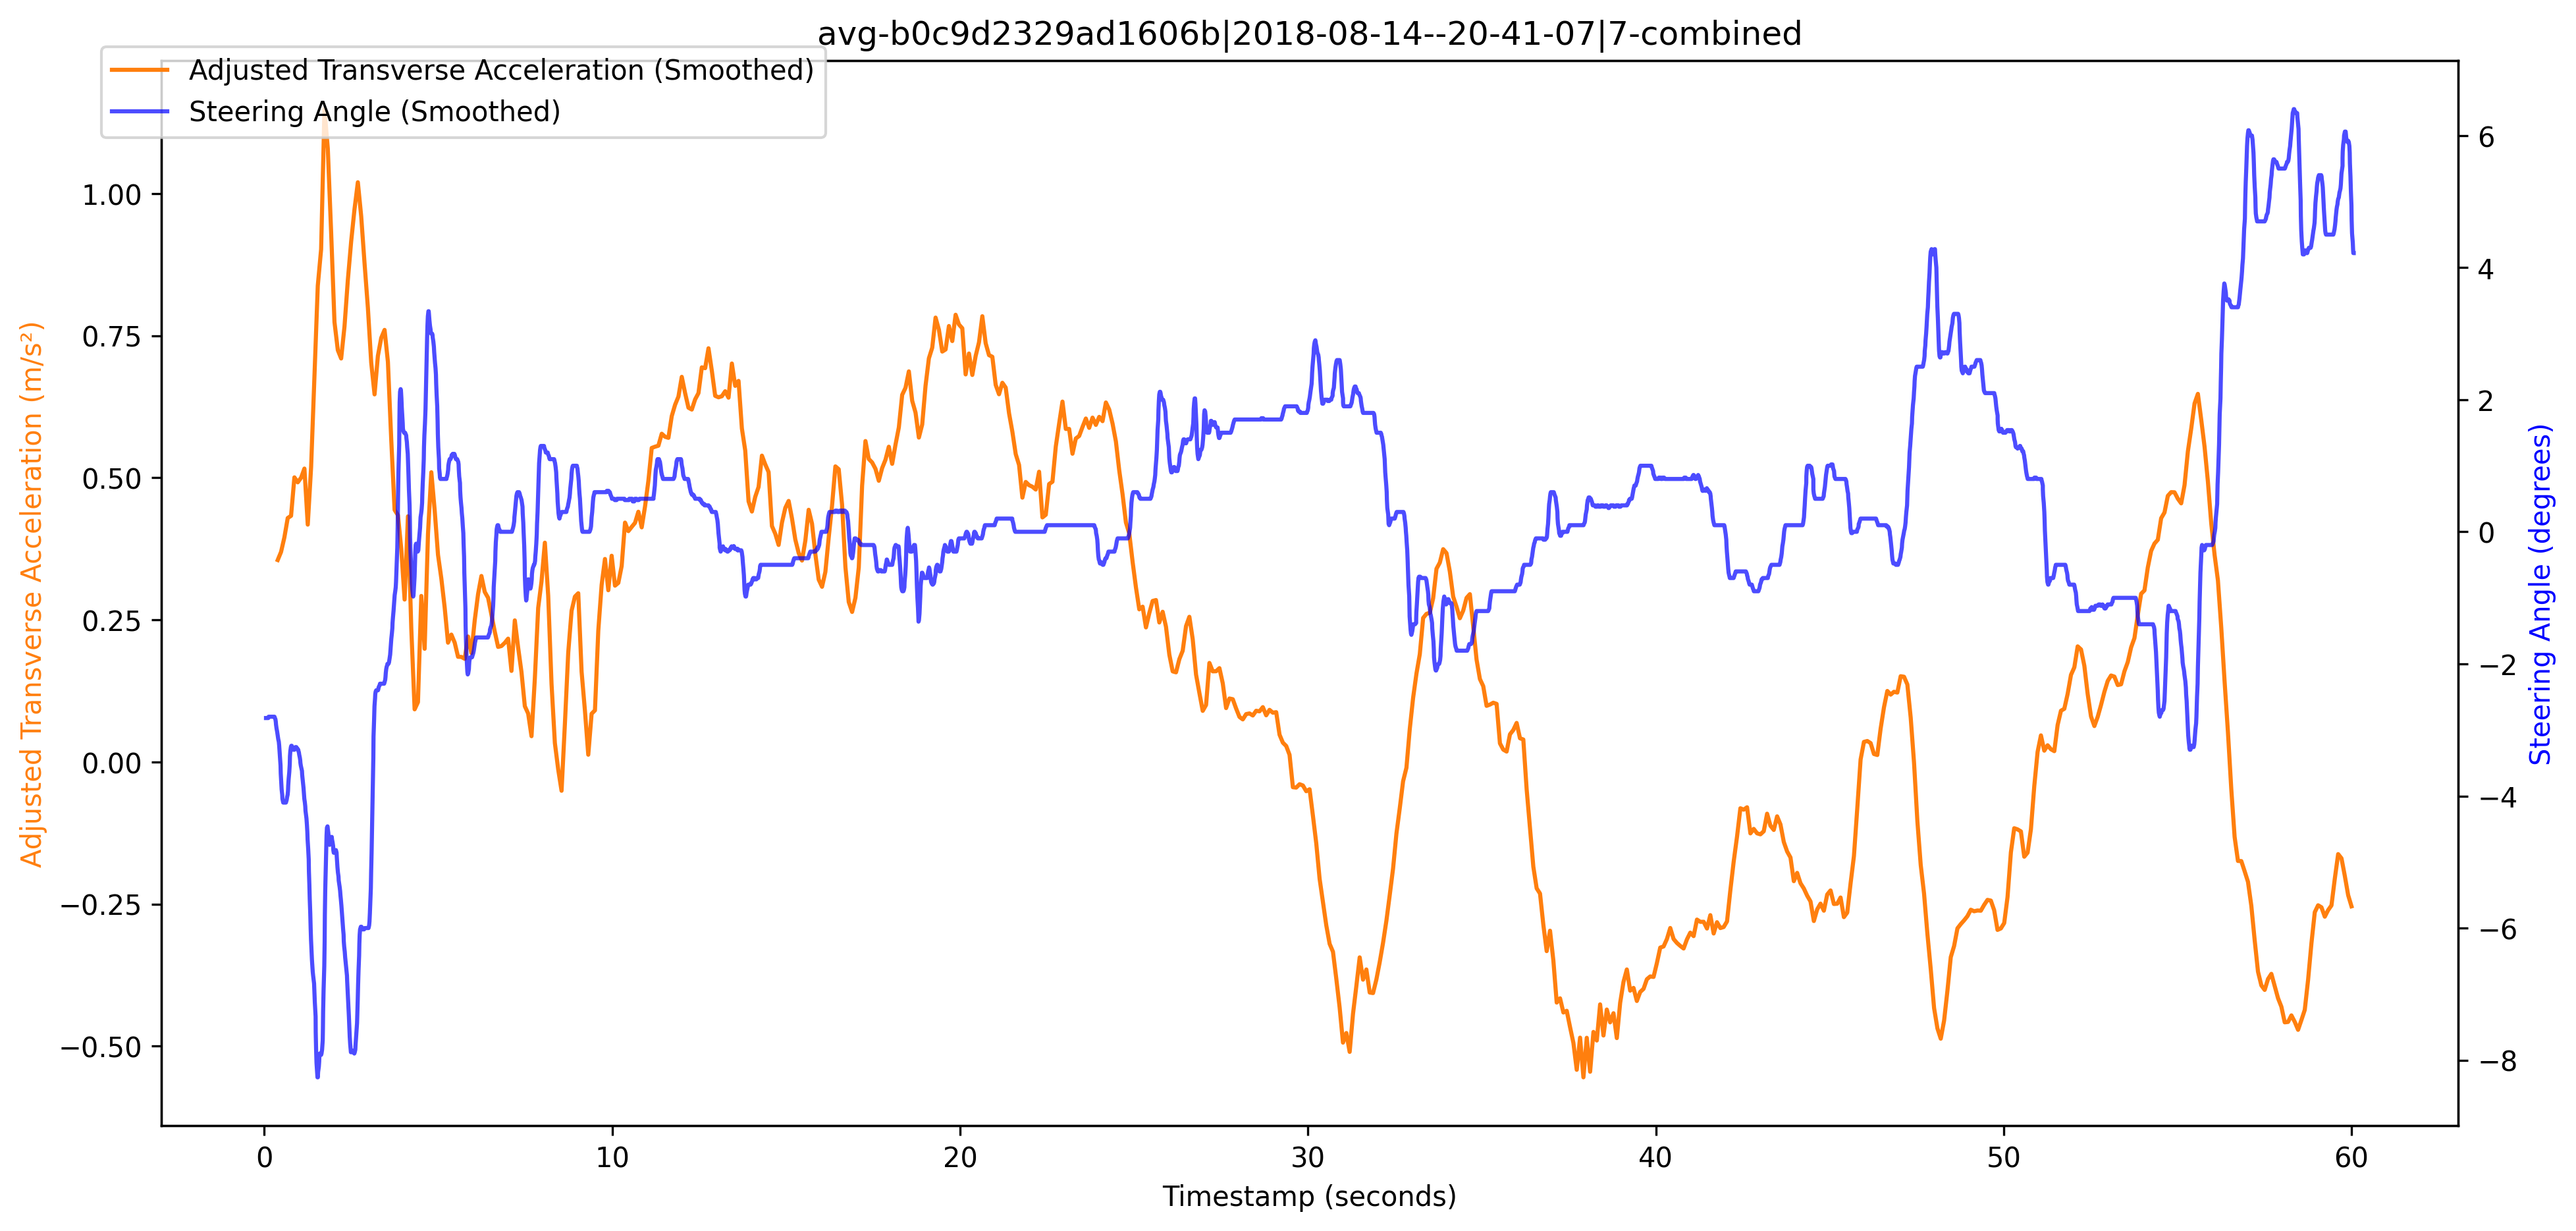 avg-b0c9d2329ad1606b|2018-08-14--20-41-07|7-combined
Adjusted Transverse Acceleration (Smoothed)
Steering Angle (Smoothed)
Adjusted Transverse Acceleration (m/s²)
1.00
0.75
0.50
0.25
0.00
−0.25
−0.50
6
4
2
0
−2
−4
−6
−8
Steering Angle (degrees)
0 10 20 30 40 50 60
Timestamp (seconds)